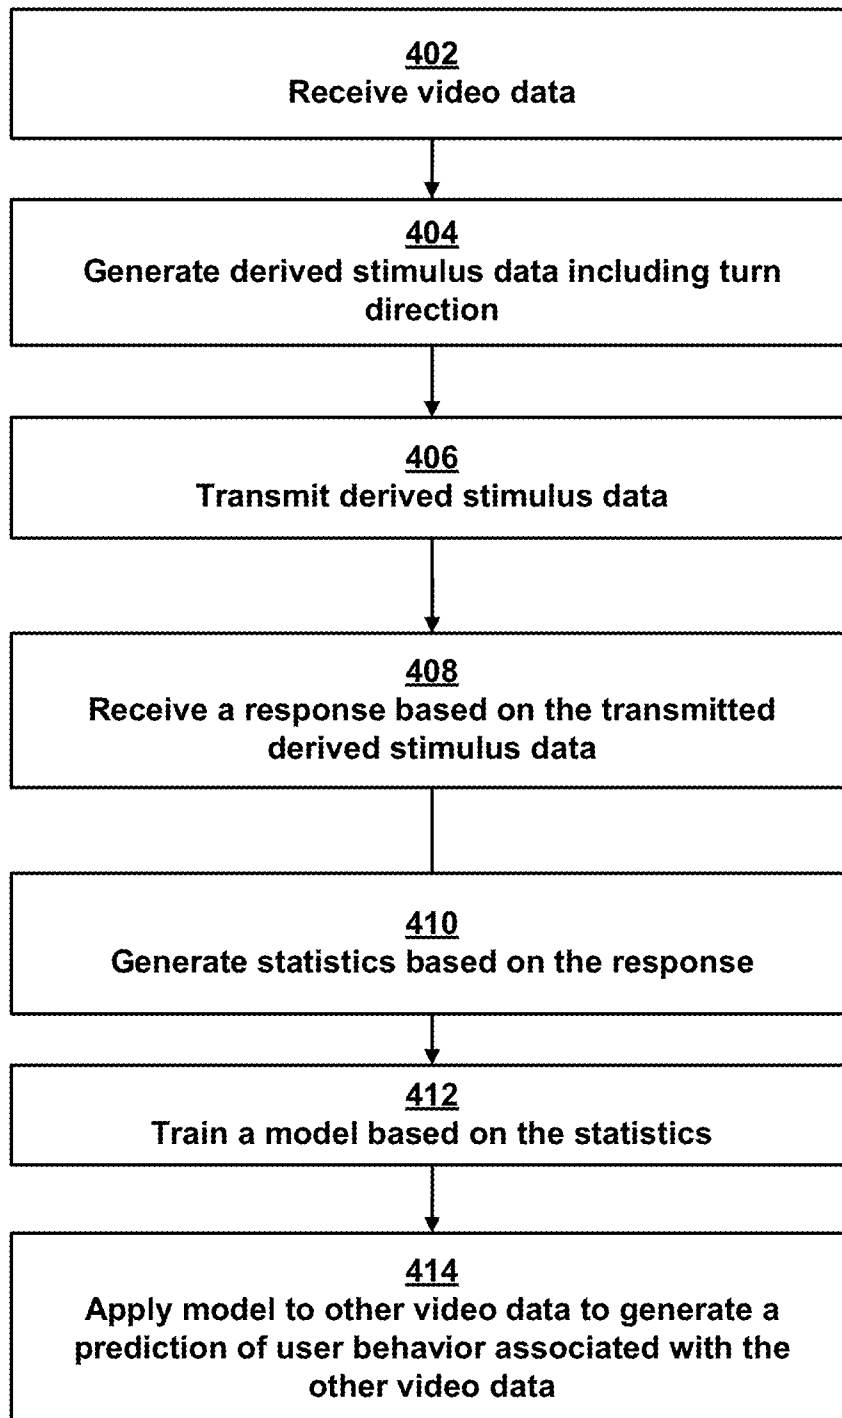 402
Receive video data
404
Generate derived stimulus data including turn
direction
406
Transmit derived stimulus data
408
Receive a response based on the transmitted
derived stimulus data
410
Generate statistics based on the response
412
Train a model based on the statistics
414
Apply model to other video data to generate a
prediction of user behavior associated with the
other video data